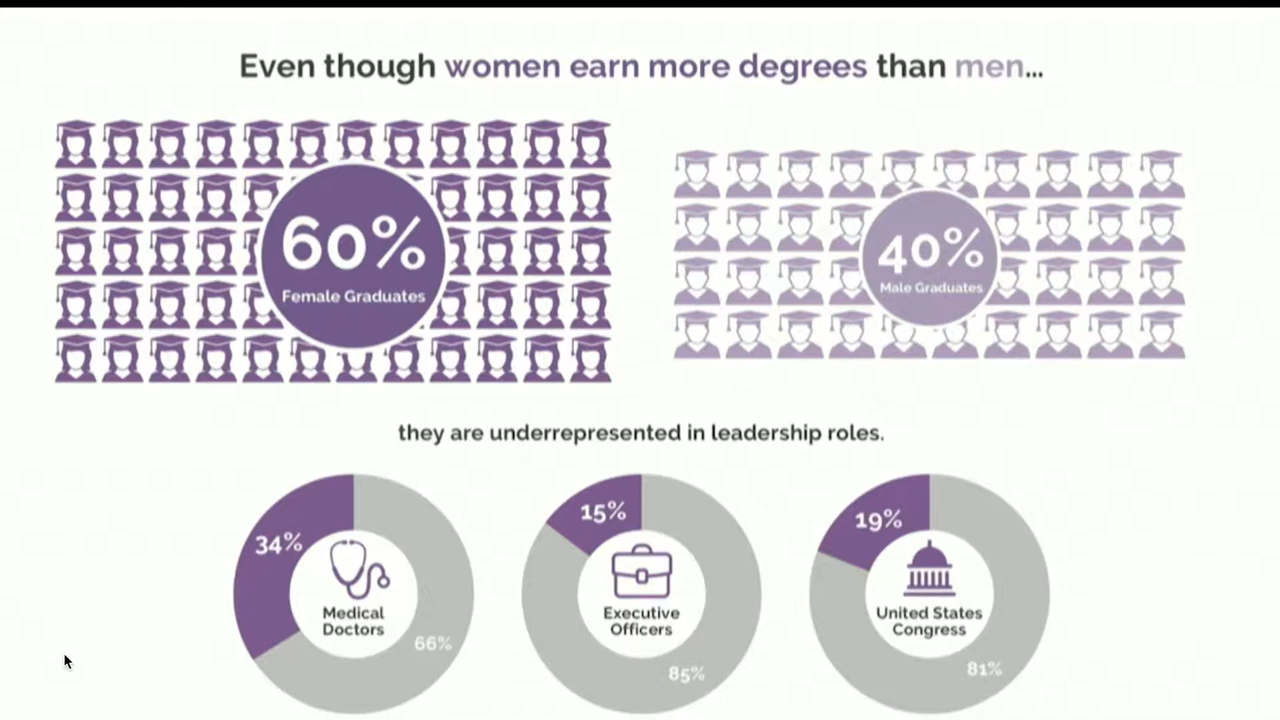 Even though women earn more degrees than men...
60%
Female Graduates
40%
Male Graduates
they are underrepresented in leadership roles.
34%
Medical
Doctors
66%
15%
Executive
Officers
85%
19%
United States
Congress
81%